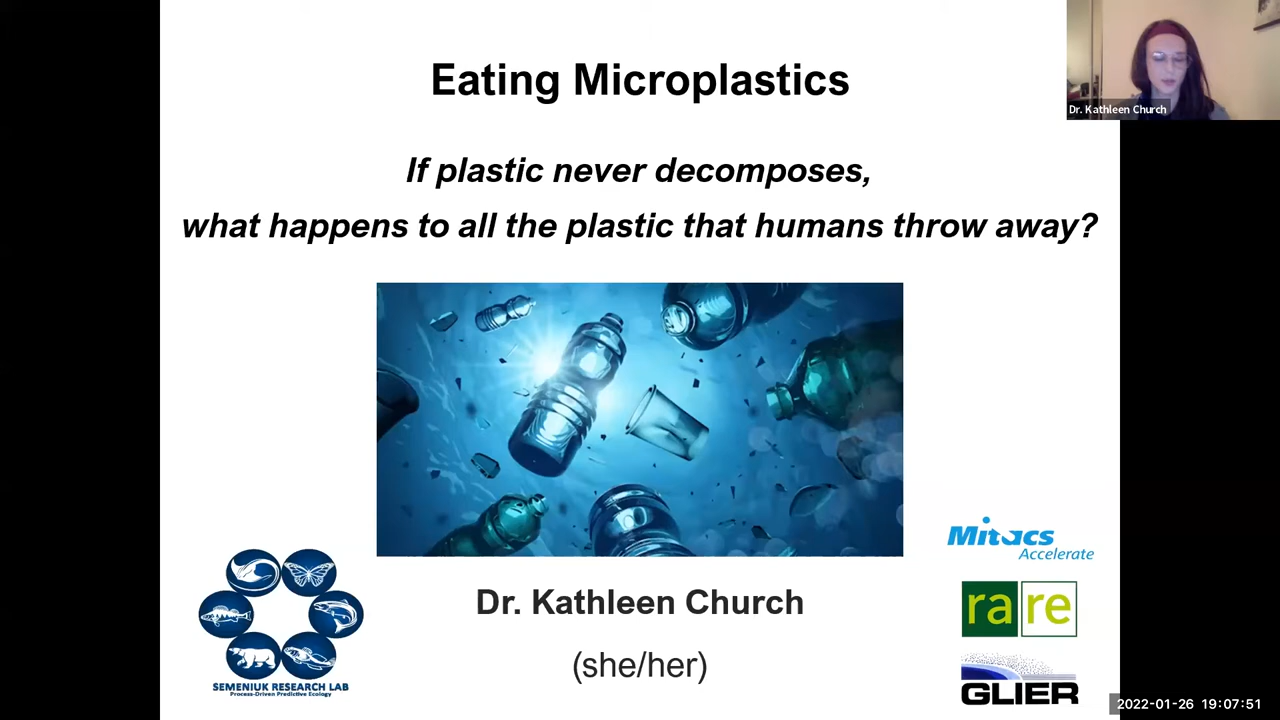 Eating Microplastics
Dr. Kathleen Church
If plastic never decomposes,
what happens to all the plastic that humans throw away?
Mitacs
Accelerate
Dr. Kathleen Church
(she/her)
rare
SEMENIUK RESEARCH LAB
Process-Driven Predictive Ecology
GLIER
2022-01-26 19:07:51